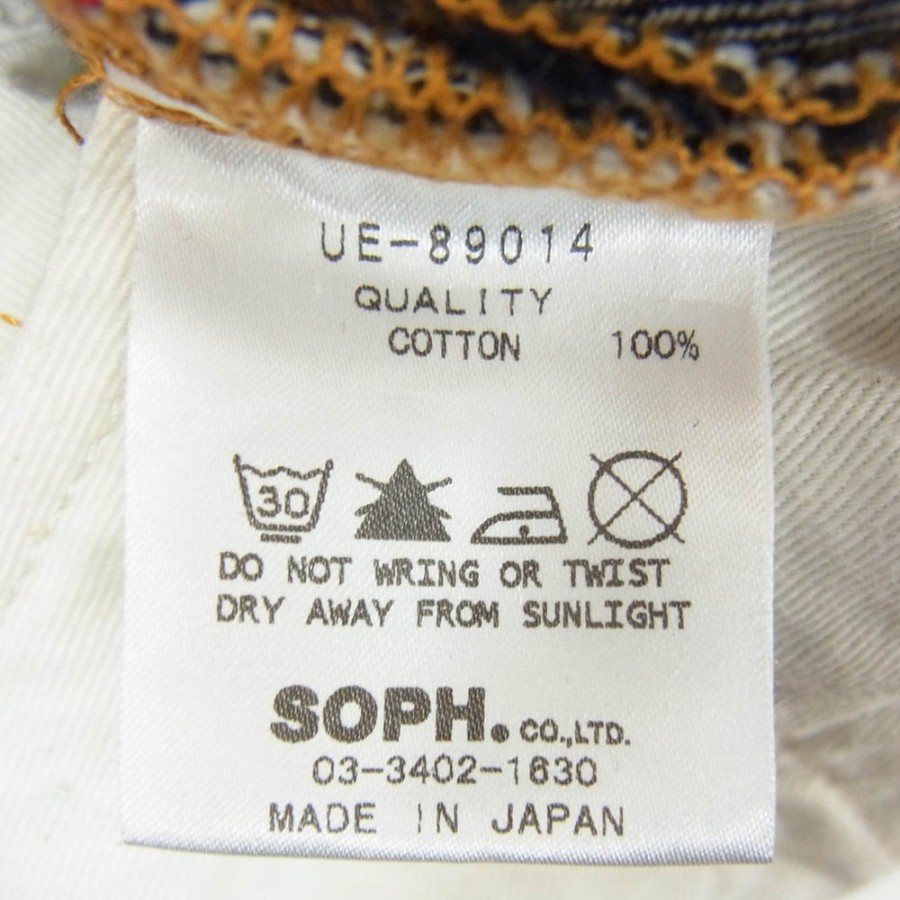 UE-89014
QUALITY
COTTON 100%
30
DO NOT WRING OR TWIST
DRY AWAY FROM SUNLIGHT
SOPH. CO.,LTD.
03-3402-1630
MADE IN JAPAN